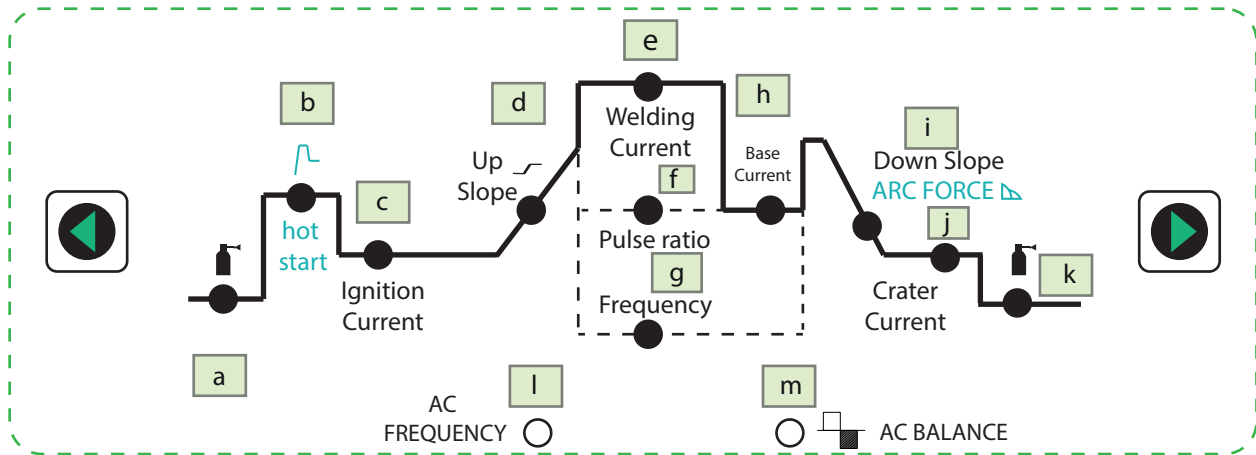 e
b
d
h
Welding
Current
i
Down Slope
ARC FORCE
Up
Slope
Base
Current
f
c
hot
start
Pulse ratio
j
g
k
Ignition
Current
Frequency
Crater
Current
a
l
m
AC
FREQUENCY
AC BALANCE